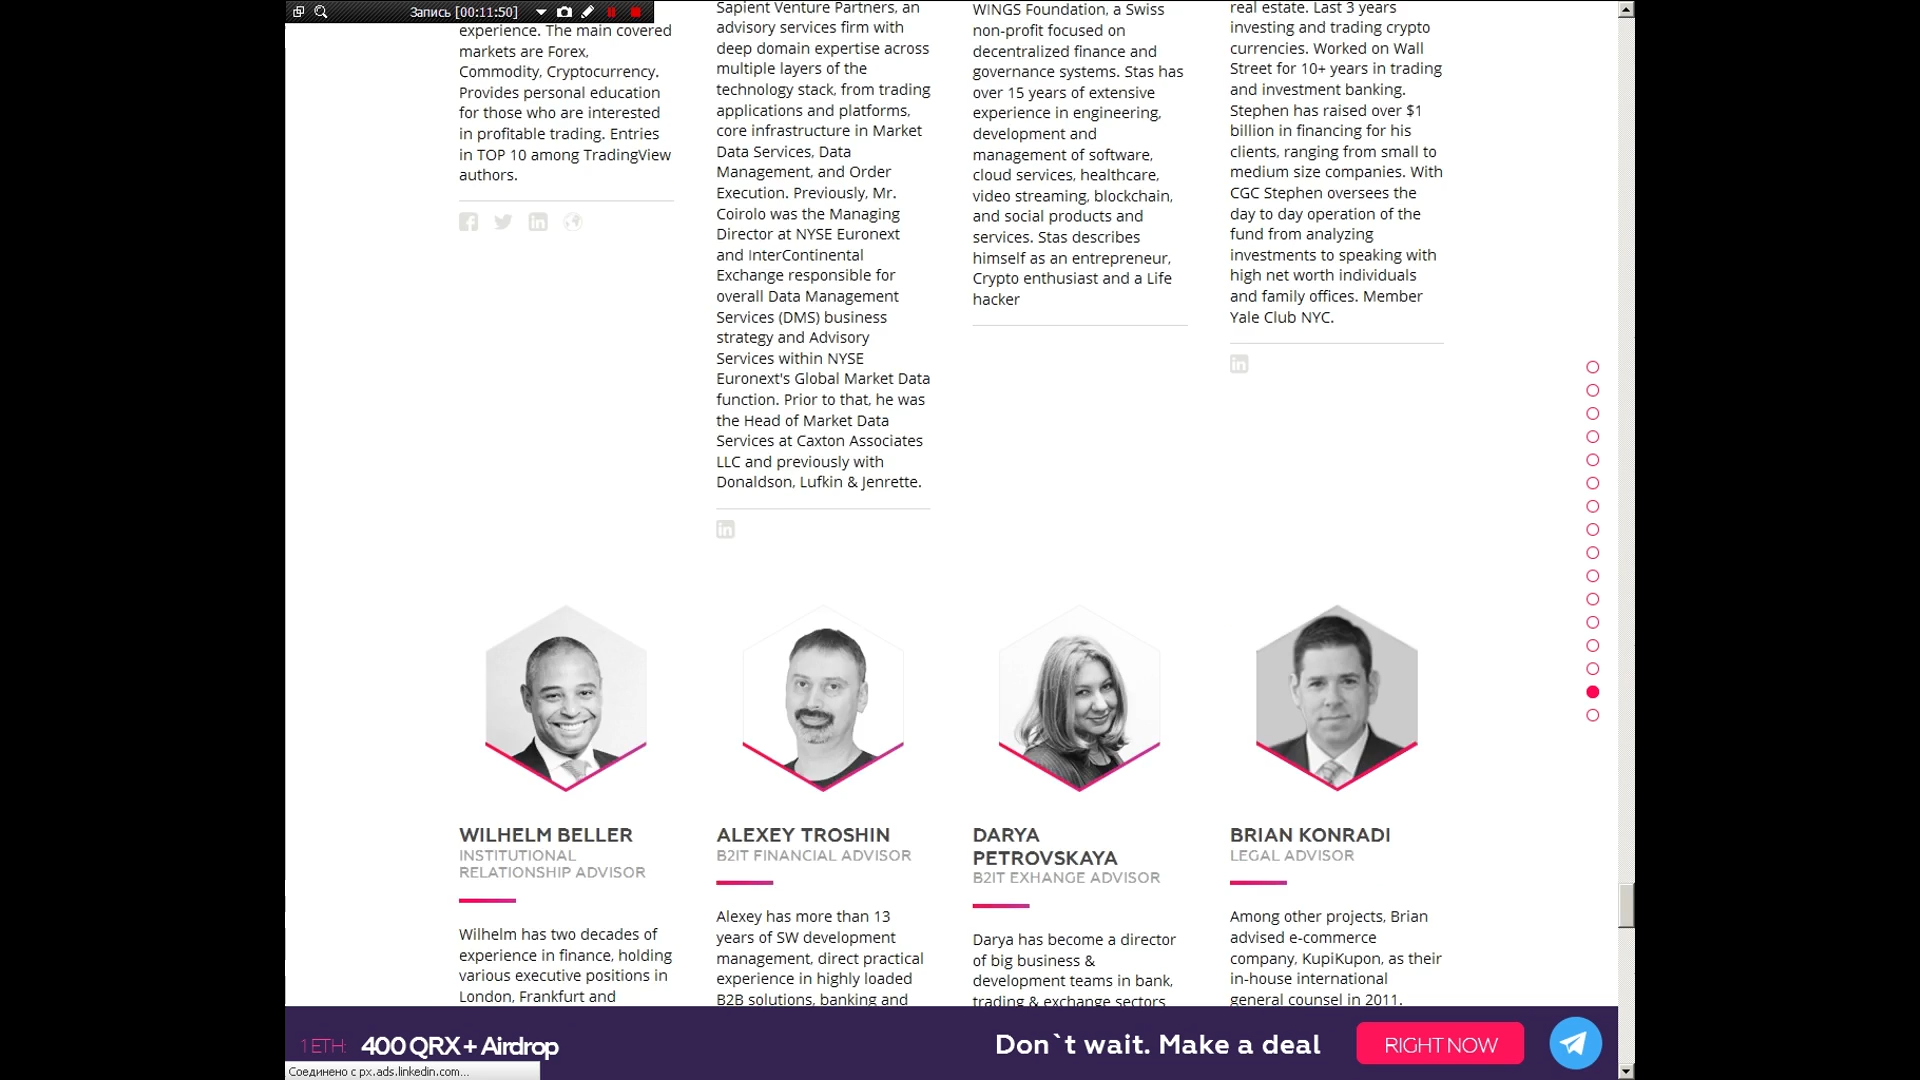 Запись [00:11:50]
experience. The main covered
markets are Forex,
Commodity, Cryptocurrency.
Provides personal education
for those who are interested
in profitable trading. Entries
in TOP 10 among TradingView
authors.
Sapient Venture Partners, an
advisory services firm with
deep domain expertise across
multiple layers of the
technology stack, from trading
applications and platforms,
core infrastructure in Market
Data Services, Data
Management, and Order
Execution. Previously, Mr.
Coirolo was the Managing
Director at NYSE Euronext
and InterContinental
Exchange responsible for
overall Data Management
Services (DMS) business
strategy and Advisory
Services within NYSE
Euronext's Global Market Data
function. Prior to that, he was
the Head of Market Data
Services at Caxton Associates
LLC and previously with
Donaldson, Lufkin & Jenrette.
WINGS Foundation, a Swiss
non-profit focused on
decentralized finance and
governance systems. Stas has
over 15 years of extensive
experience in engineering,
development and
management of software,
cloud services, healthcare,
video streaming, blockchain,
and social products and
services. Stas describes
himself as an entrepreneur,
Crypto enthusiast and a Life
hacker
real estate. Last 3 years
investing and trading crypto
currencies. Worked on Wall
Street for 10+ years in trading
and investment banking.
Stephen has raised over $1
billion in financing for his
clients, ranging from small to
medium size companies. With
CGC Stephen oversees the
day to day operation of the
fund from analyzing
investments to speaking with
high net worth individuals
and family offices. Member
Yale Club NYC.
WILHELM BELLER
INSTITUTIONAL
RELATIONSHIP ADVISOR
Wilhelm has two decades of
experience in finance, holding
various executive positions in
London, Frankfurt and
ALEXEY TROSHIN
B2IT FINANCIAL ADVISOR
Alexey has more than 13
years of SW development
management, direct practical
experience in highly loaded
B2B solutions, banking and
DARYA
PETROVSKAYA
B2IT EXHANGE ADVISOR
Darya has become a director
of big business &
development teams in bank,
trading & exchange sectors
BRIAN KONRADI
LEGAL ADVISOR
Among other projects, Brian
advised e-commerce
company, KupiKupon, as their
in-house international
general counsel in 2011.
1 ETH: 400 QRX + Airdrop
Don`t wait. Make a deal
RIGHT NOW
Соединено с px.ads.linkedin.com...